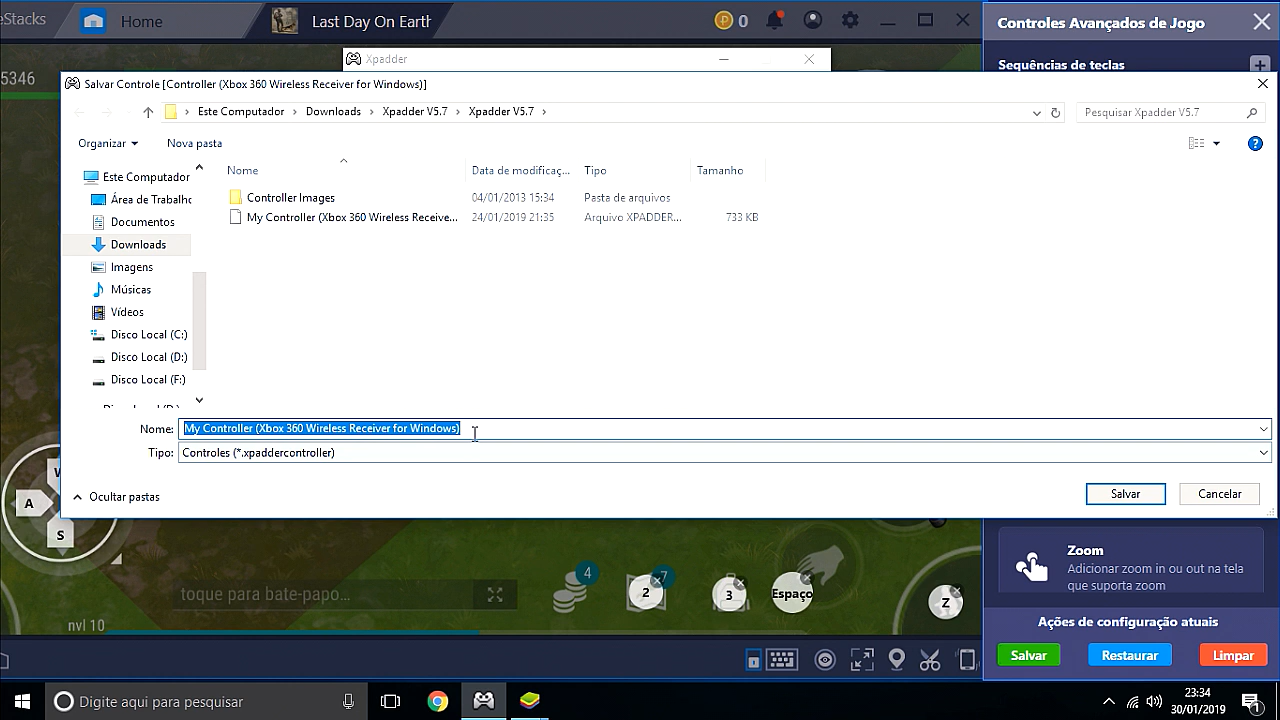 eStacks
Home
Last Day On Earth
0
Controles Avançados de Jogo
Sequências de teclas
5346
Xpadder
Salvar Controle [Controller (Xbox 360 Wireless Receiver for Windows)]
Este Computador
Downloads
Xpadder V5.7
Xpadder V5.7
Pesquisar Xpadder V5.7
Organizar
Nova pasta
Este Computador
Área de Trabalho
Documentos
Downloads
Imagens
Músicas
Vídeos
Disco Local (C:)
Disco Local (D:)
Disco Local (F:)
Nome
Data de modificaç...
Tipo
Tamanho
Controller Images
04/01/2013 15:34
Pasta de arquivos
My Controller (Xbox 360 Wireless Receive...
24/01/2019 21:35
Arquivo XPADDER...
733 KB
Nome:
My Controller (Xbox 360 Wireless Receiver for Windows)
Tipo:
Controles (*.xpaddercontroller)
Ocultar pastas
Salvar
Cancelar
W
A
S
4
7
2
3
Espaço
Z
toque para bate-papo...
nvl 10
Zoom
Adicionar zoom in ou out na tela
que suporta zoom
Ações de configuração atuais
Salvar
Restaurar
Limpar
Digite aqui para pesquisar
23:34
30/01/2019
1